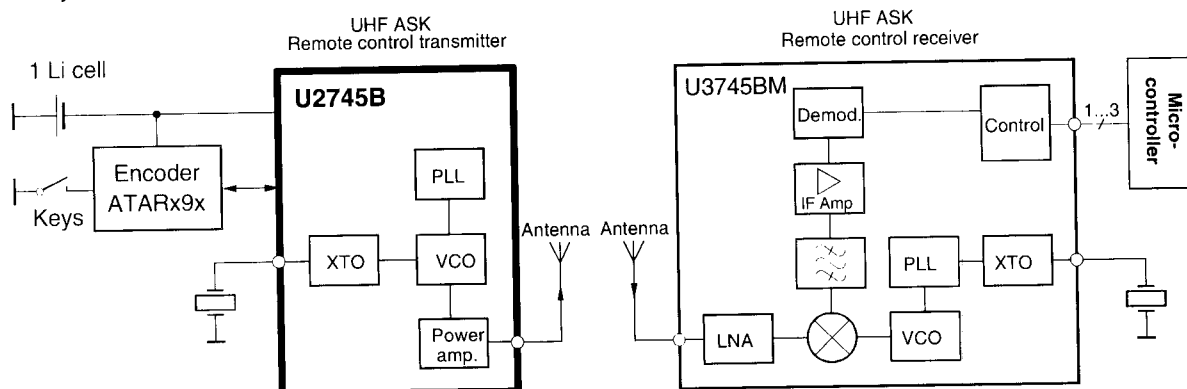 UHF ASK
Remote control transmitter
UHF ASK
Remote control receiver
1 Li cell
U2745B
Encoder
ATARx9x
Keys
PLL
XTO
VCO
Power
amp.
Antenna
Antenna
U3745BM
Demod.
Control
1...3
Micro-
controller
IF Amp
PLL
XTO
LNA
VCO